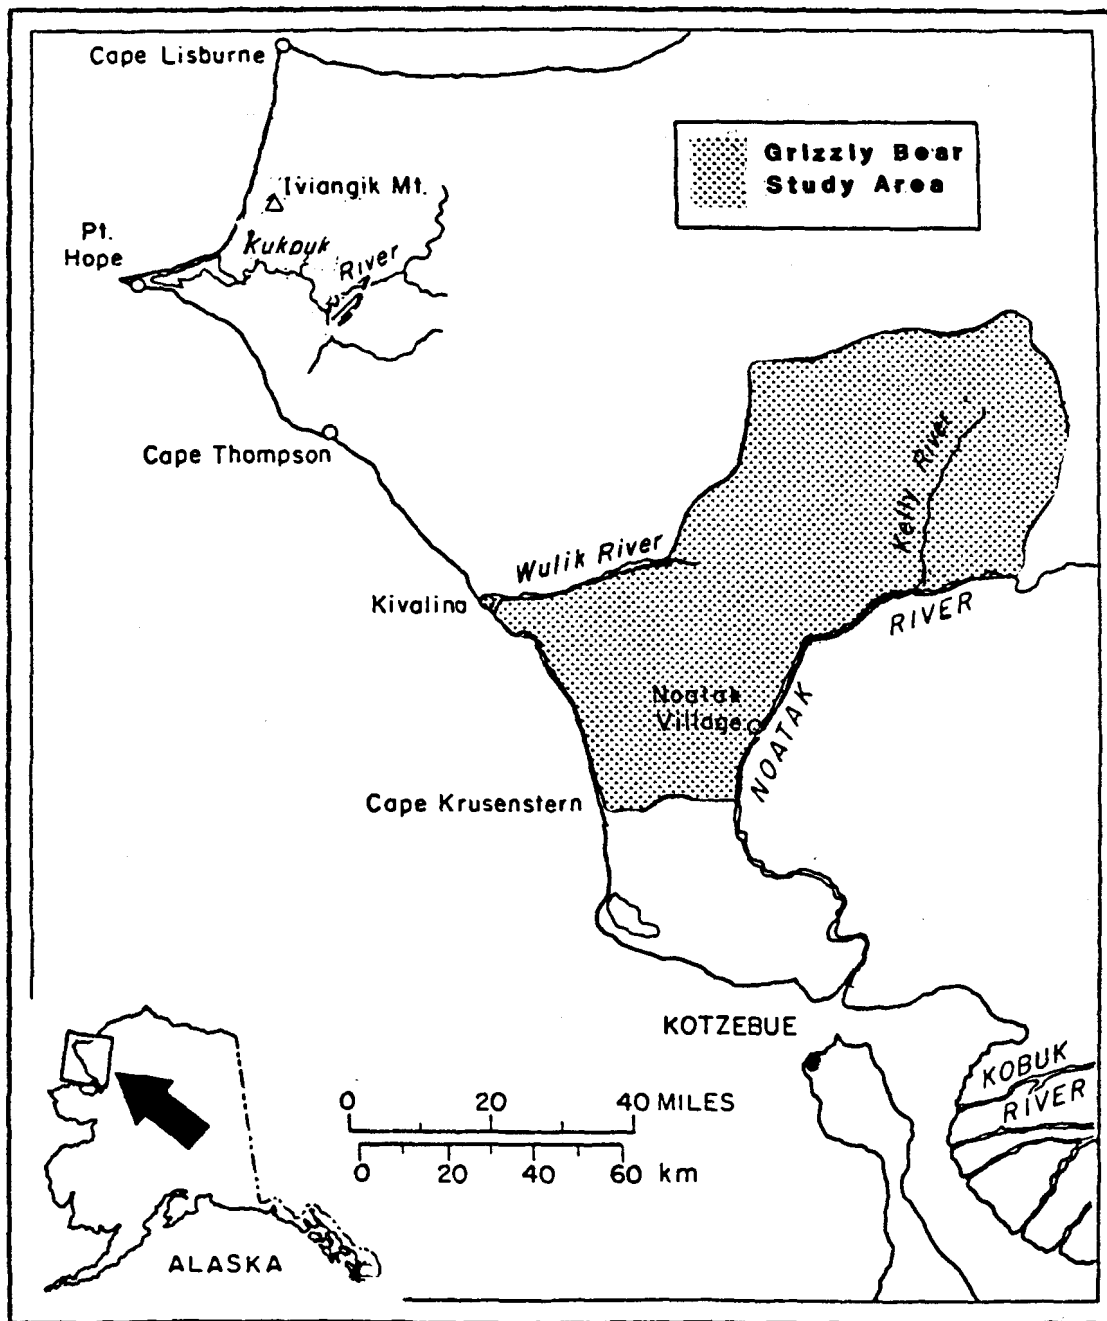 Cape Lisburne
Grizzly Bear
Study Area
Iviangik Mt.
Pt.
Hope
Kukpuk
River
Cape Thompson
Kelly River
Wulik River
Kivalina
RIVER
Noatak
Village
NOATAK
Cape Krusenstern
KOTZEBUE
KOBUK
RIVER
0 20 40 MILES
0 20 40 60 km
ALASKA